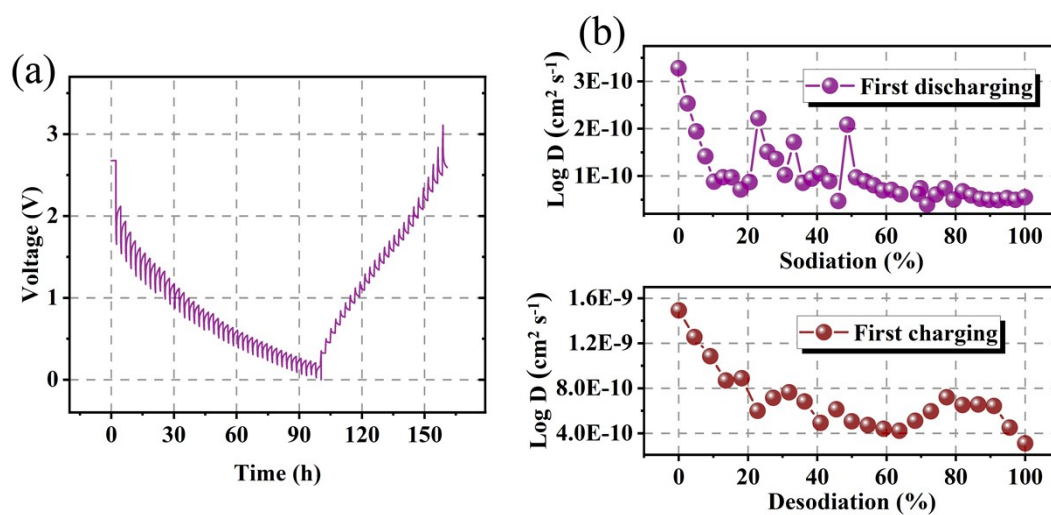 (a)
Voltage (V)
3
2
1
0
0 30 60 90 120 150
Time (h)
(b)
Log D (cm² s⁻¹)
3E-10
2E-10
1E-10
First discharging
0 20 40 60 80 100
Sodiation (%)
Log D (cm² s⁻¹)
1.6E-9
1.2E-9
8.0E-10
4.0E-10
First charging
0 20 40 60 80 100
Desodiation (%)